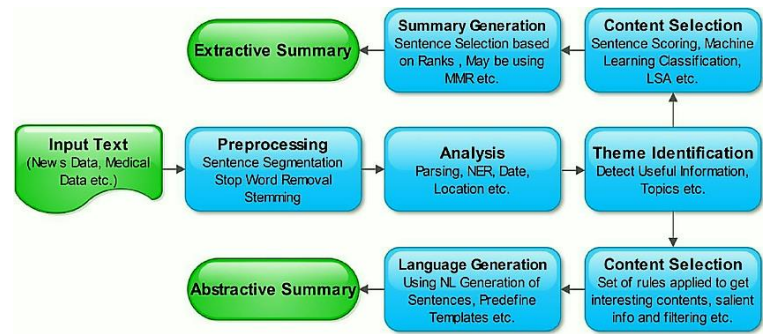 Extractive Summary
Summary Generation
Sentence Selection based
on Ranks , May be using
MMR etc.
Content Selection
Sentence Scoring, Machine
Learning Classification,
LSA etc.
Input Text
(News Data, Medical
Data etc.)
Preprocessing
Sentence Segmentation
Stop Word Removal
Stemming
Analysis
Parsing, NER, Date,
Location etc.
Theme Identification
Detect Useful Information,
Topics etc.
Abstractive Summary
Language Generation
Using NL Generation of
Sentences, Predefine
Templates etc.
Content Selection
Set of rules applied to get
interesting contents, salient
info and filtering etc.